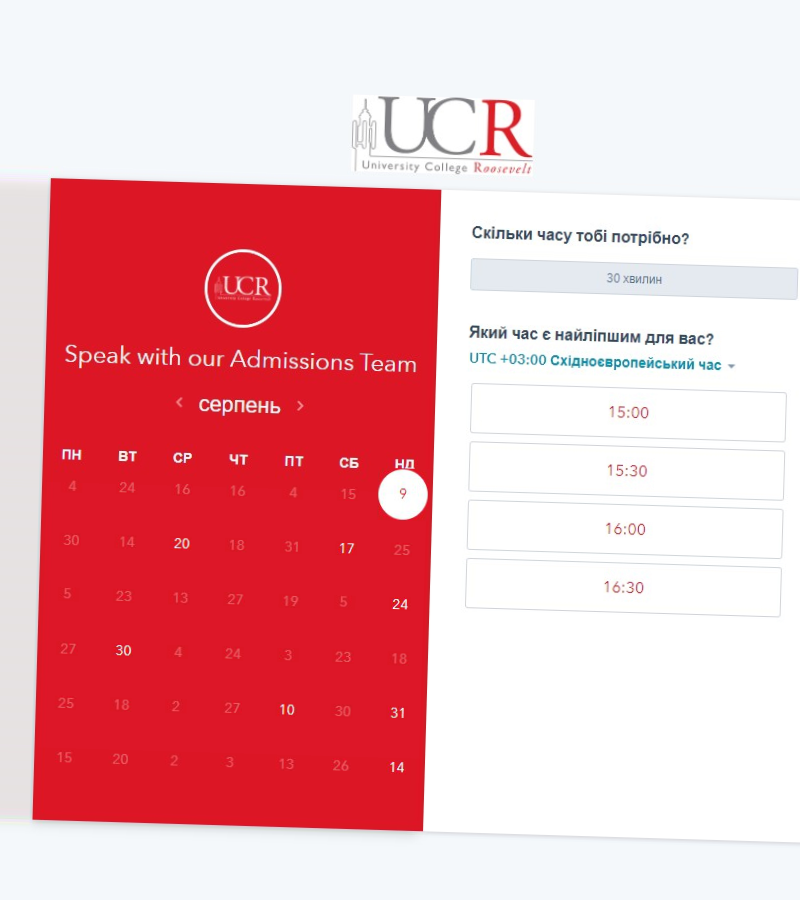 UCR
University College Roosevelt
UCR
University College Roosevelt
Speak with our Admissions Team
серпень
ПН ВТ СР ЧТ ПТ СБ НД
4 24 16 16 4 15 9
30 14 20 18 31 17 25
5 23 13 27 19 5 24
27 30 4 24 3 23 18
25 18 2 27 10 30 31
15 20 2 3 13 26 14
Скільки часу тобі потрібно?
30 хвилин
Який час є найліпшим для вас?
UTC +03:00 Східноєвропейський час
15:00
15:30
16:00
16:30